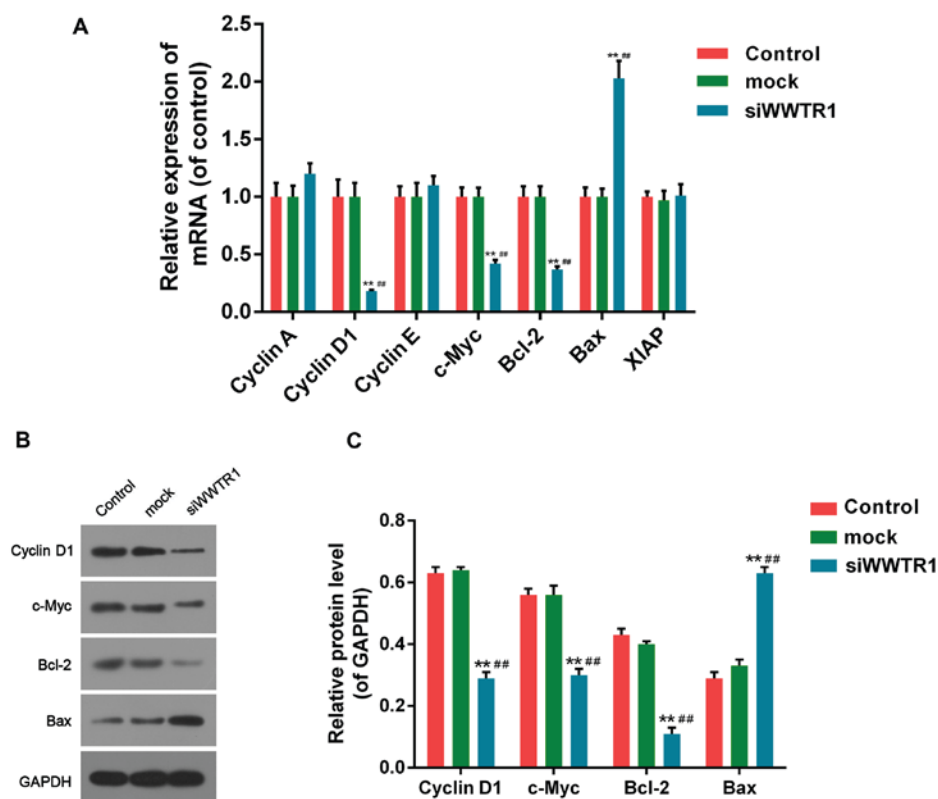 A
Relative expression of
mRNA (of control)
2.5
2.0
1.5
1.0
0.5
0.0
** ##
** ##
** ##
** ##
Cyclin A
Cyclin D1
Cyclin E
c-Myc
Bcl-2
Bax
XIAP
Control
mock
siWWTR1
B
Control
mock
siWWTR1
Cyclin D1
c-Myc
Bcl-2
Bax
GAPDH
C
Relative protein level
(of GAPDH)
0.8
0.6
0.4
0.2
0.0
** ##
** ##
** ##
** ##
Cyclin D1
c-Myc
Bcl-2
Bax
Control
mock
siWWTR1